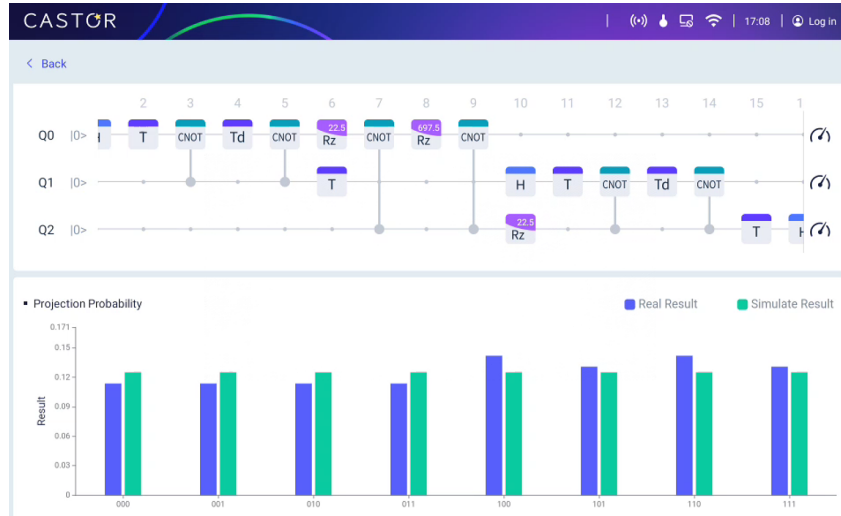 CASTOR
17:08 Log in
Back
2 3 4 5 6 7 8 9 10 11 12 13 14 15 1
Q0 |0> T CNOT Td CNOT 22.5 Rz CNOT 697.5 Rz CNOT
Q1 |0> T H T CNOT Td CNOT
Q2 |0> 22.5 Rz T H
Projection Probability
Real Result Simulate Result
0.171
0.15
0.12
0.09
0.06
0.03
0
Result
000 001 010 011 100 101 110 111